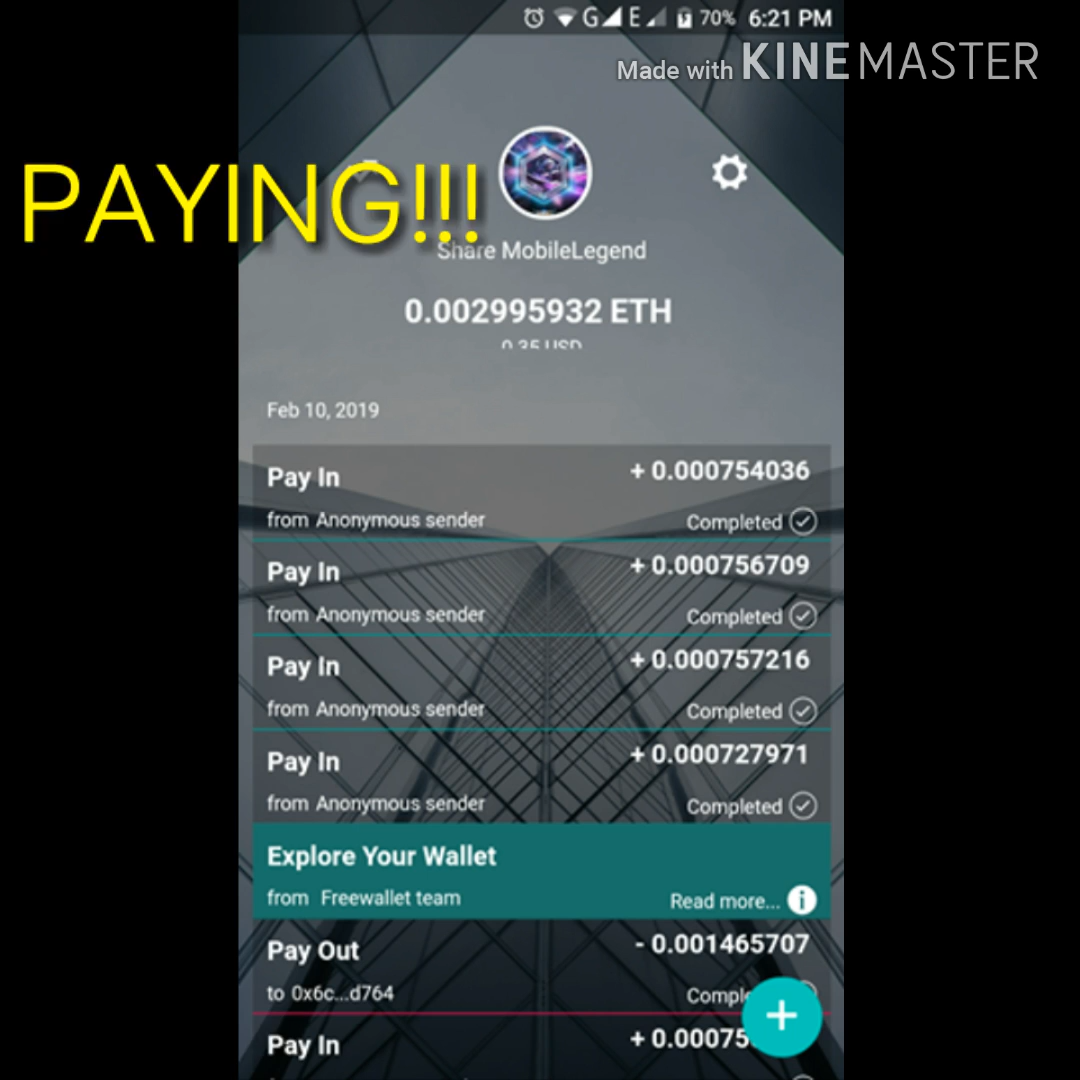 70% 6:21 PM
Made with KINEMASTER
PAYING!!!
Share MobileLegend
0.002995932 ETH
0.35 USD
Feb 10, 2019
Pay In + 0.000754036
from Anonymous sender Completed
Pay In + 0.000756709
from Anonymous sender Completed
Pay In + 0.000757216
from Anonymous sender Completed
Pay In + 0.000727971
from Anonymous sender Completed
Explore Your Wallet
from Freewallet team Read more...
Pay Out - 0.001465707
to 0x6c...d764
Pay In